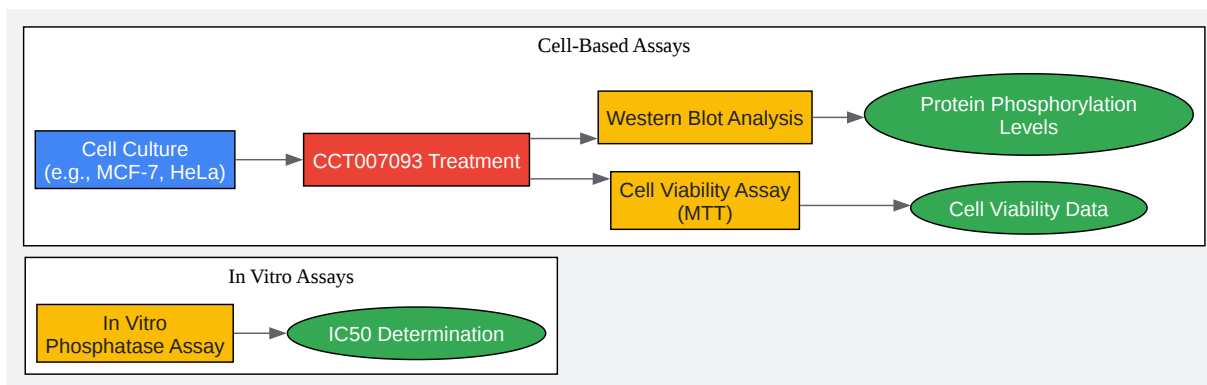 Cell-Based Assays
Cell Culture
(e.g., MCF-7, HeLa)
CCT007093 Treatment
Western Blot Analysis
Protein Phosphorylation
Levels
Cell Viability Assay
(MTT)
Cell Viability Data
In Vitro Assays
In Vitro
Phosphatase Assay
IC50 Determination